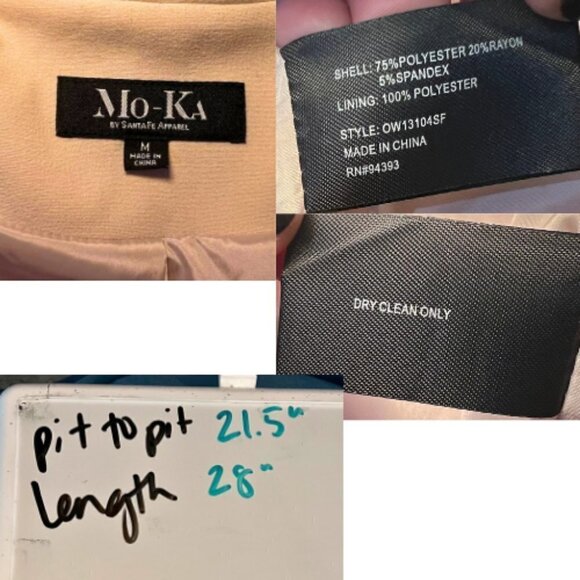 Mo-Ka
BY SANTAFE APPAREL
M
MADE IN
CHINA
SHELL: 75%POLYESTER 20%RAYON
5%SPANDEX
LINING: 100% POLYESTER
STYLE: OW13104SF
MADE IN CHINA
RN#94393
DRY CLEAN ONLY
pit to pit 21.5"
Length 28"